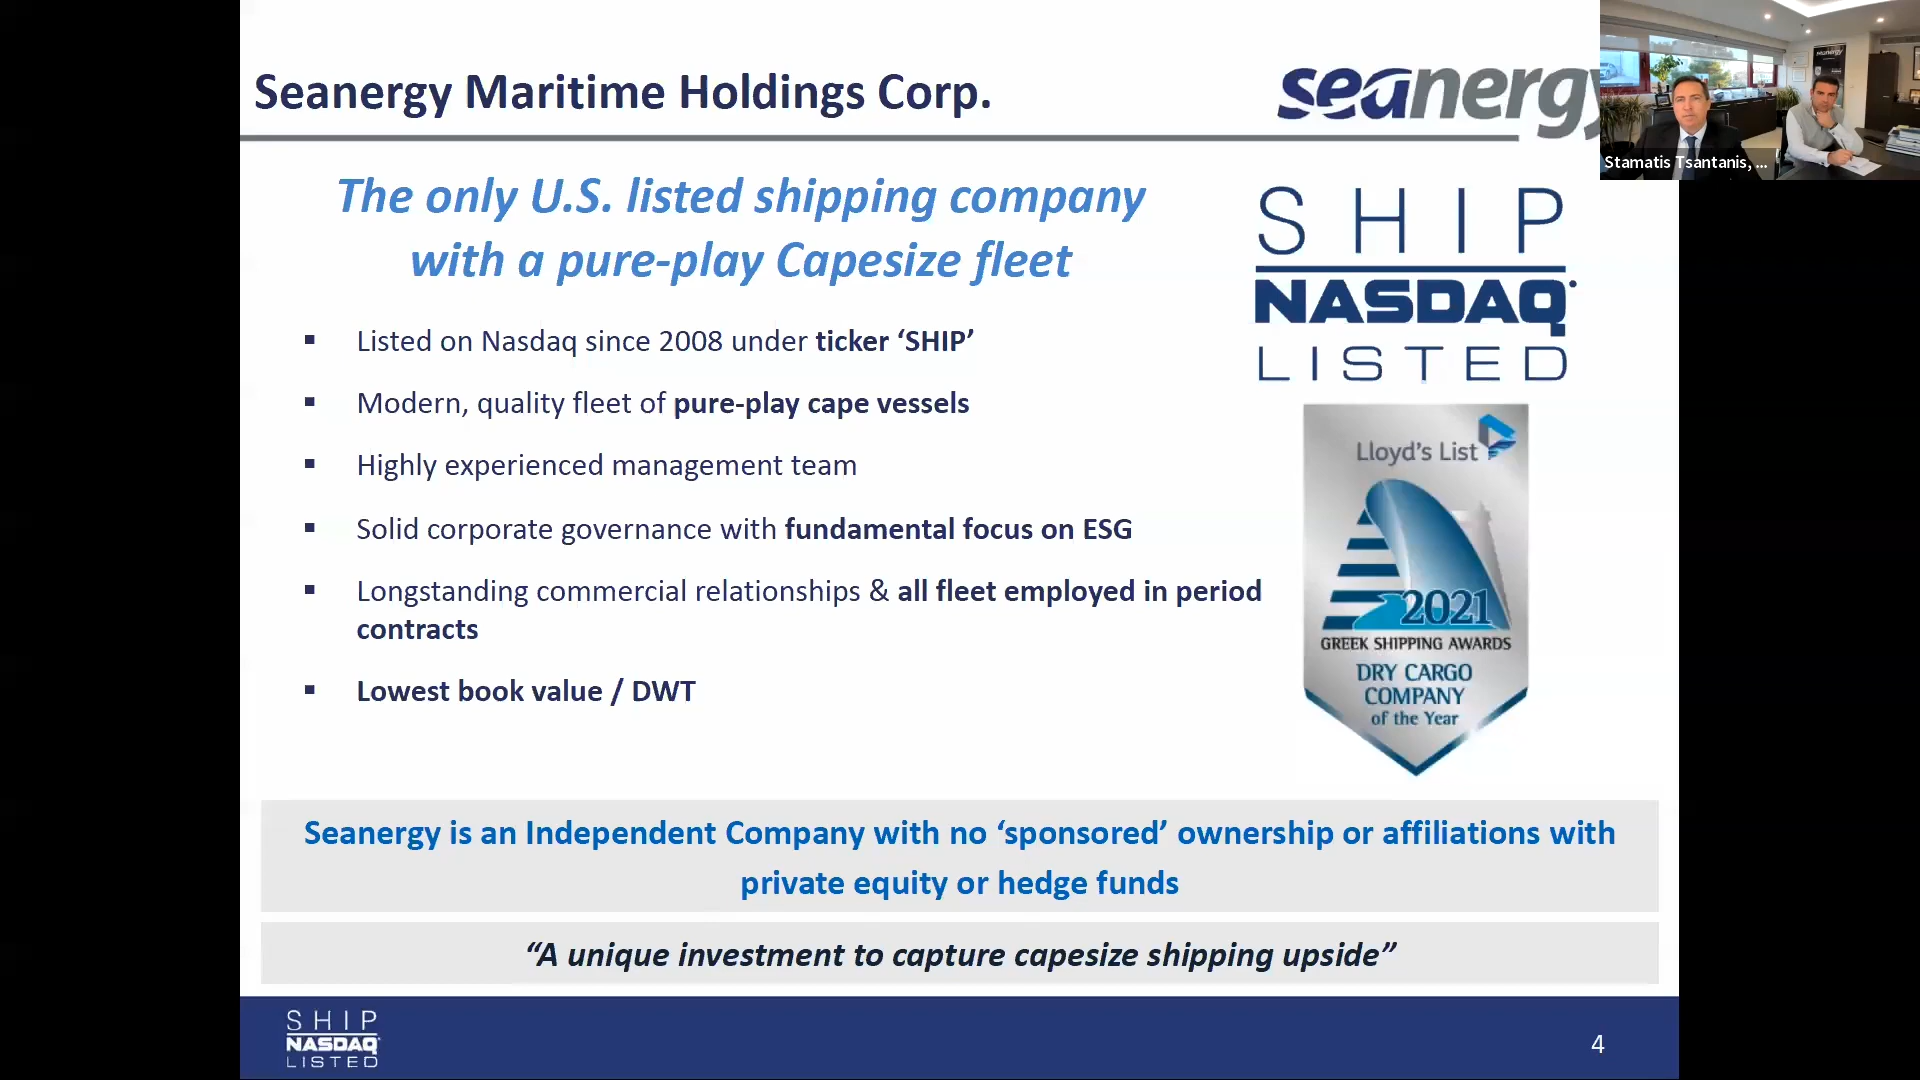 Seanergy Maritime Holdings Corp.
seanergy
Stamatis Tsantanis, ...
The only U.S. listed shipping company
with a pure-play Capesize fleet
SHIP
NASDAQ
LISTED
Listed on Nasdaq since 2008 under ticker ‘SHIP’
Modern, quality fleet of pure-play cape vessels
Highly experienced management team
Solid corporate governance with fundamental focus on ESG
Longstanding commercial relationships & all fleet employed in period
contracts
Lowest book value / DWT
Lloyd's List
2021
GREEK SHIPPING AWARDS
DRY CARGO
COMPANY
of the Year
Seanergy is an Independent Company with no ‘sponsored’ ownership or affiliations with
private equity or hedge funds
“A unique investment to capture capesize shipping upside”
SHIP
NASDAQ
LISTED
4